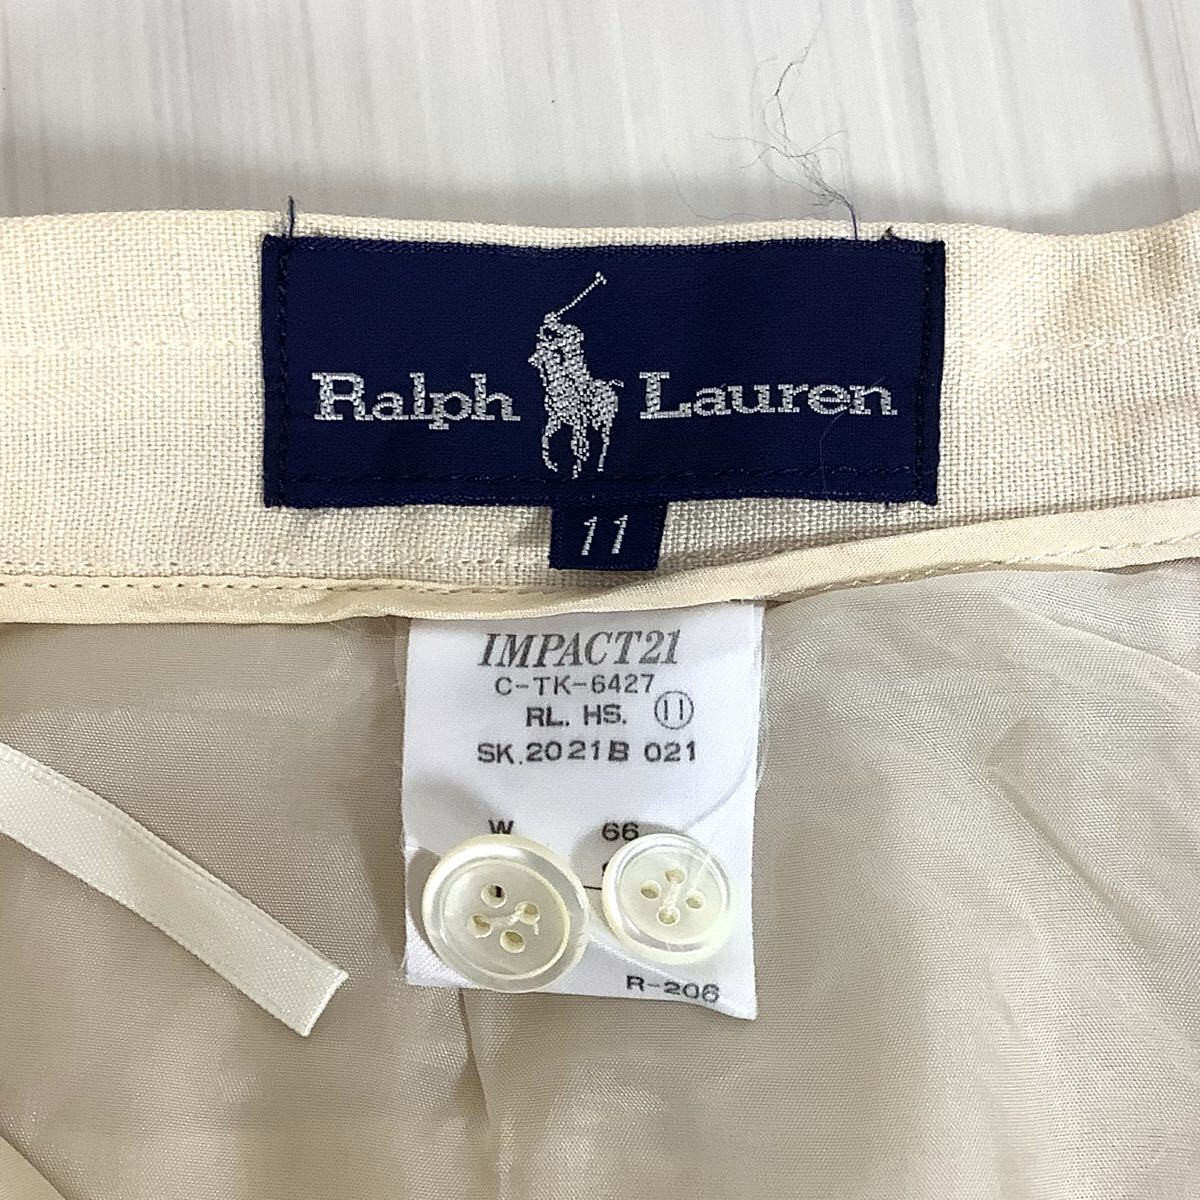 Ralph Lauren
11
IMPACT21
C-TK-6427
RL. HS. ⑪
SK.2021B 021
W 66
R-206